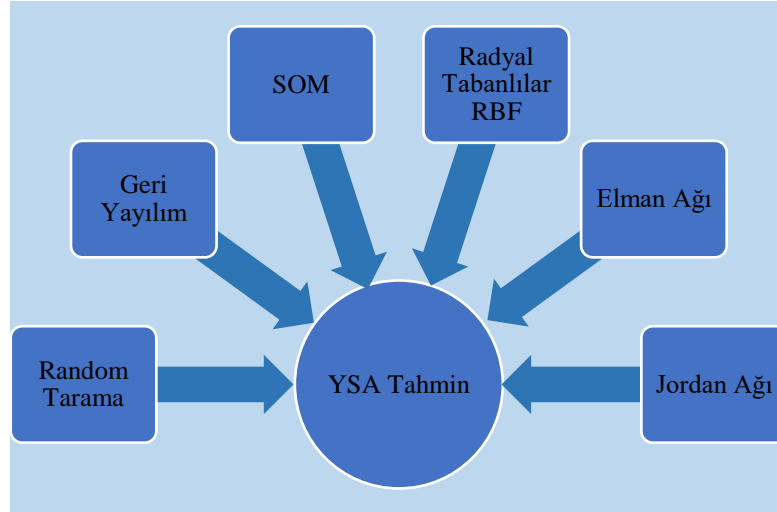 SOM
Radyal
Tabanlılar
RBF
Geri
Yayılım
Elman Ağı
Random
Tarama
YSA Tahmin
Jordan Ağı